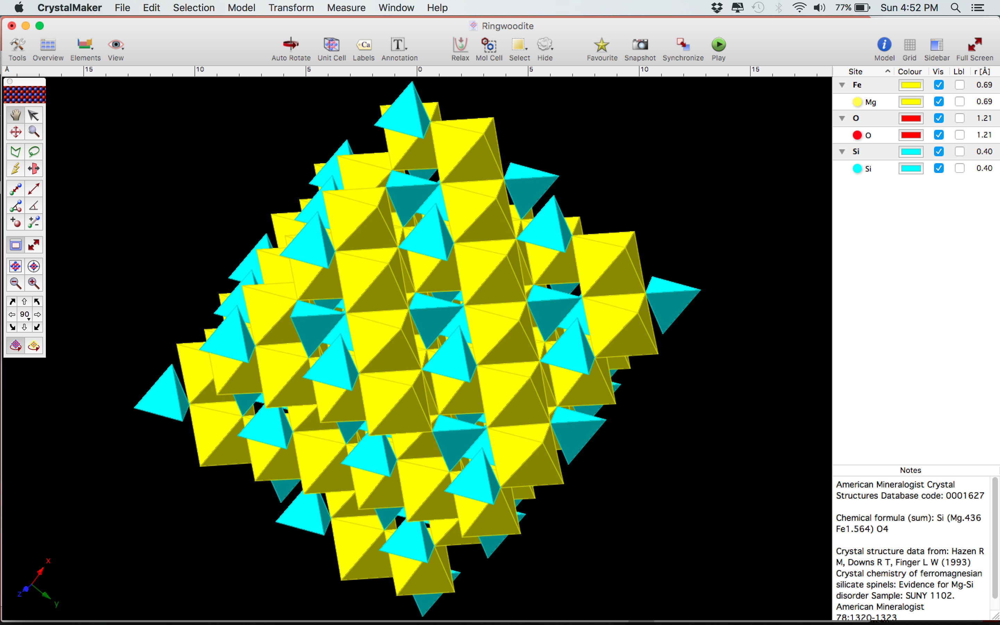 CrystalMaker File Edit Selection Model Transform Measure Window Help 77% Sun 4:52 PM
Ringwoodite
Tools Overview Elements View Auto Rotate Unit Cell Labels Annotation Relax Mol Cell Select Hide Favourite Snapshot Synchronize Play Model Grid Sidebar Full Screen
Ca T
Å 15 10 5 0 5 10 15
Site Colour Vis Lbl r [Å]
Fe 0.69
Mg 0.69
O 1.21
O 1.21
Si 0.40
Si 0.40
90
x
z
y
Notes
American Mineralogist Crystal
Structures Database code: 0001627
Chemical formula (sum): Si (Mg.436
Fe1.564) O4
Crystal structure data from: Hazen R
M, Downs R T, Finger L W (1993)
Crystal chemistry of ferromagnesian
silicate spinels: Evidence for Mg-Si
disorder Sample: SUNY 1102.
American Mineralogist
78:1320-1323